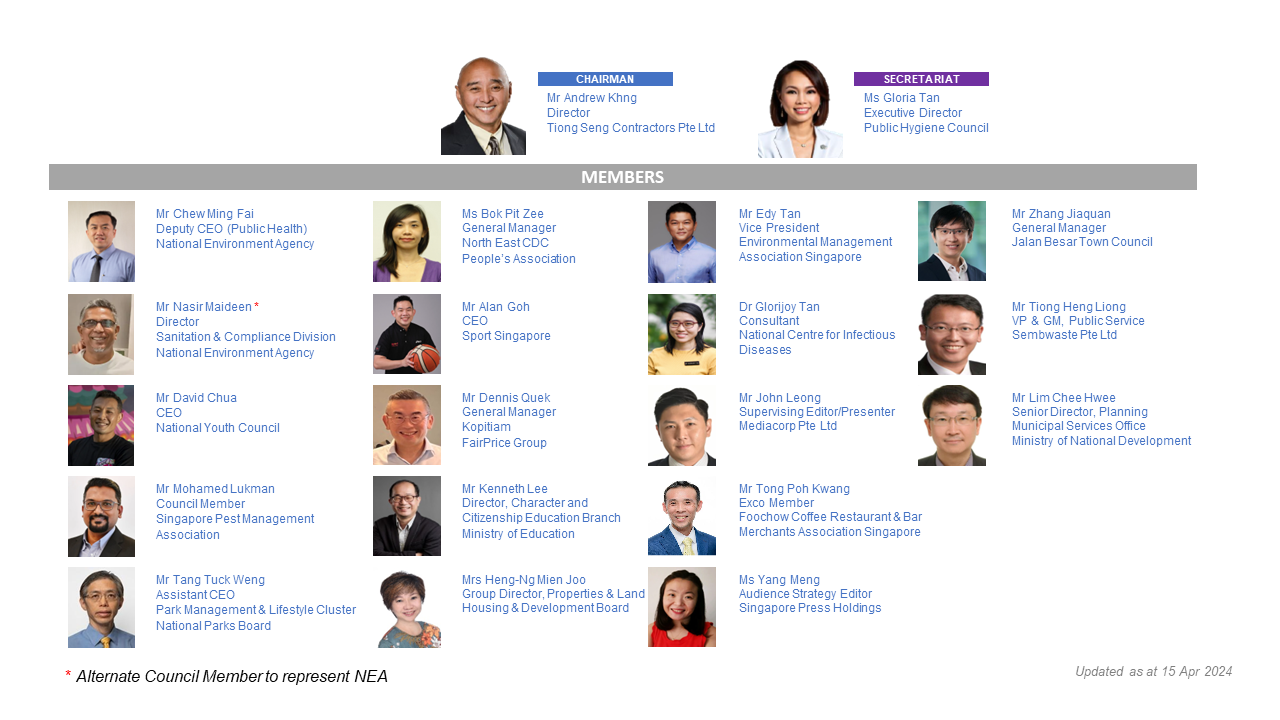 CHAIRMAN
Mr Andrew Khng
Director
Tiong Seng Contractors Pte Ltd
SECRETARIAT
Ms Gloria Tan
Executive Director
Public Hygiene Council
MEMBERS
Mr Chew Ming Fai
Deputy CEO (Public Health)
National Environment Agency
Ms Bok Pit Zee
General Manager
North East CDC
People's Association
Mr Edy Tan
Vice President
Environmental Management
Association Singapore
Mr Zhang Jiaquan
General Manager
Jalan Besar Town Council
Mr Nasir Maideen *
Director
Sanitation & Compliance Division
National Environment Agency
Mr Alan Goh
CEO
Sport Singapore
Dr Glorijoy Tan
Consultant
National Centre for Infectious
Diseases
Mr Tiong Heng Liong
VP & GM, Public Service
Sembwaste Pte Ltd
Mr David Chua
CEO
National Youth Council
Mr Dennis Quek
General Manager
Kopitiam
FairPrice Group
Mr John Leong
Supervising Editor/Presenter
Mediacorp Pte Ltd
Mr Lim Chee Hwee
Senior Director, Planning
Municipal Services Office
Ministry of National Development
Mr Mohamed Lukman
Council Member
Singapore Pest Management
Association
Mr Kenneth Lee
Director, Character and
Citizenship Education Branch
Ministry of Education
Mr Tong Poh Kwang
Exco Member
Foochow Coffee Restaurant & Bar
Merchants Association Singapore
Mr Tang Tuck Weng
Assistant CEO
Park Management & Lifestyle Cluster
National Parks Board
Mrs Heng-Ng Mien Joo
Group Director, Properties & Land
Housing & Development Board
Ms Yang Meng
Audience Strategy Editor
Singapore Press Holdings
* Alternate Council Member to represent NEA
Updated as at 15 Apr 2024